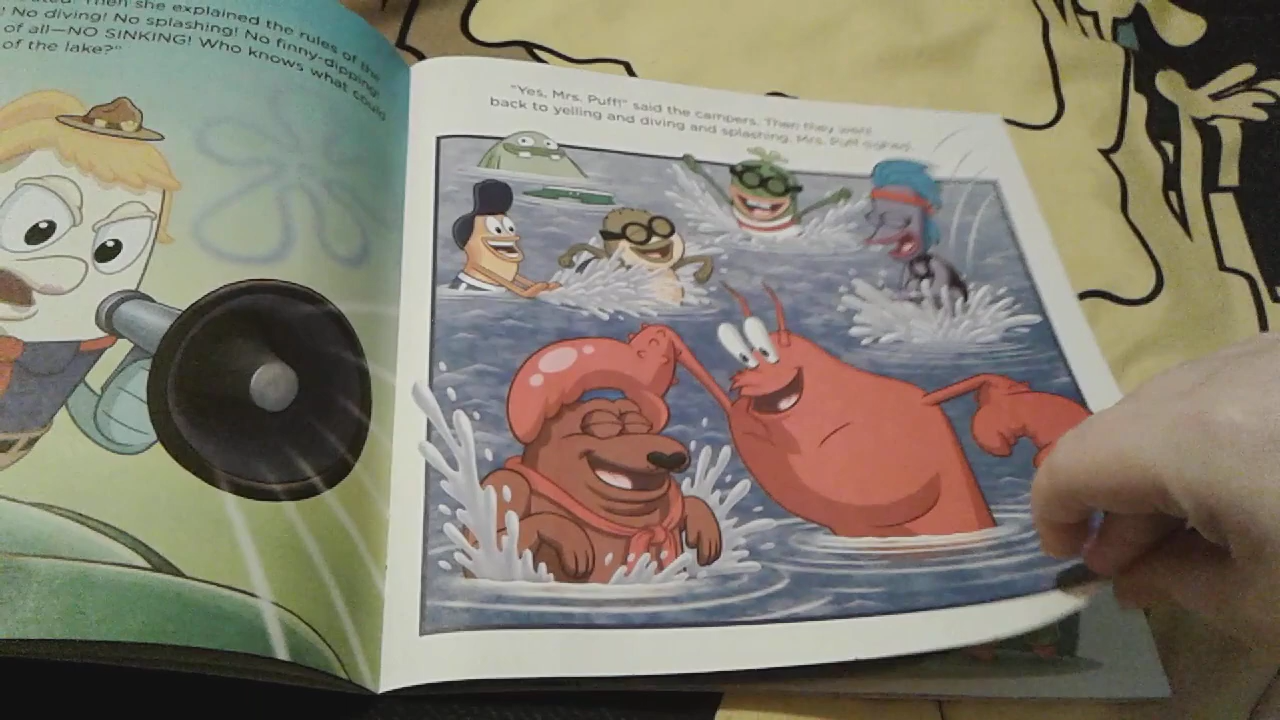 Then she explained the rules of the
! No diving! No splashing! No finny-dipping!
of all—NO SINKING! Who knows what could
of the lake?"
"Yes, Mrs. Puff!" said the campers. Then they went
back to yelling and diving and splashing. Mrs. Puff sighed.